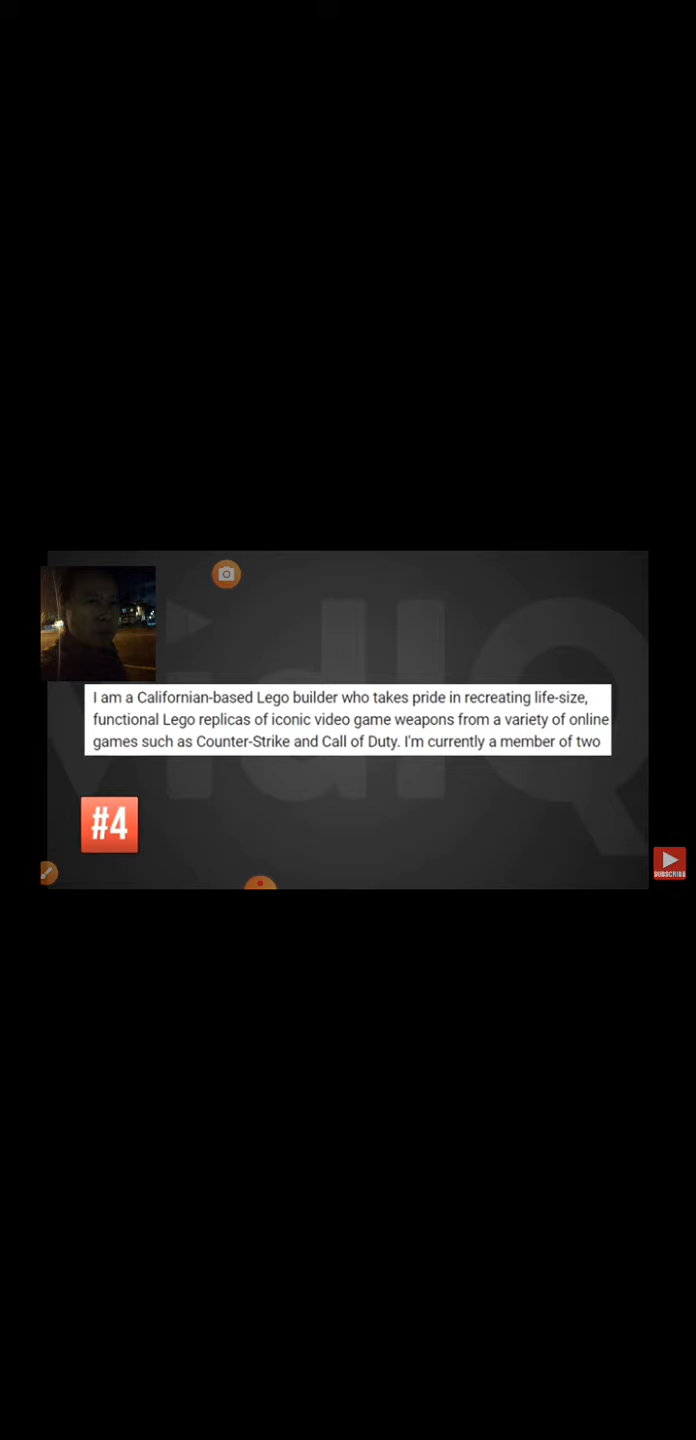 vidIQ
I am a Californian-based Lego builder who takes pride in recreating life-size,
functional Lego replicas of iconic video game weapons from a variety of online
games such as Counter-Strike and Call of Duty. I'm currently a member of two
#4
SUBSCRIBE